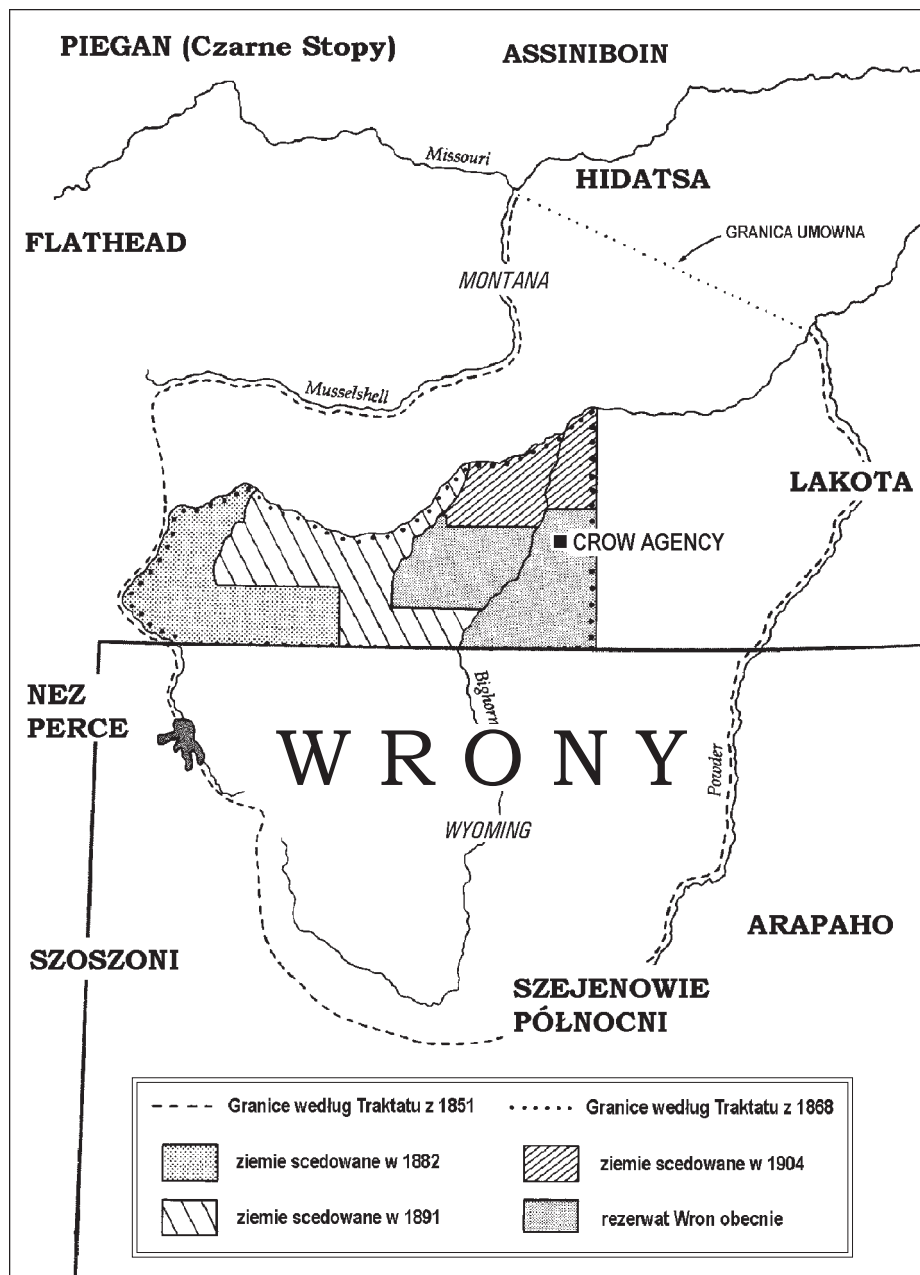 PIEGAN (Czarne Stopy)
ASSINIBOIN
Missouri
HIDATSA
FLATHEAD
GRANICA UMOWNA
MONTANA
Musselshell
LAKOTA
CROW AGENCY
NEZ
PERCE
Bighorn
WRONY
Powder
WYOMING
ARAPAHO
SZOSZONI
SZEJENOWIE
PÓŁNOCNI
Granice według Traktatu z 1851
Granice według Traktatu z 1868
ziemie scedowane w 1882
ziemie scedowane w 1904
ziemie scedowane w 1891
rezerwat Wron obecnie